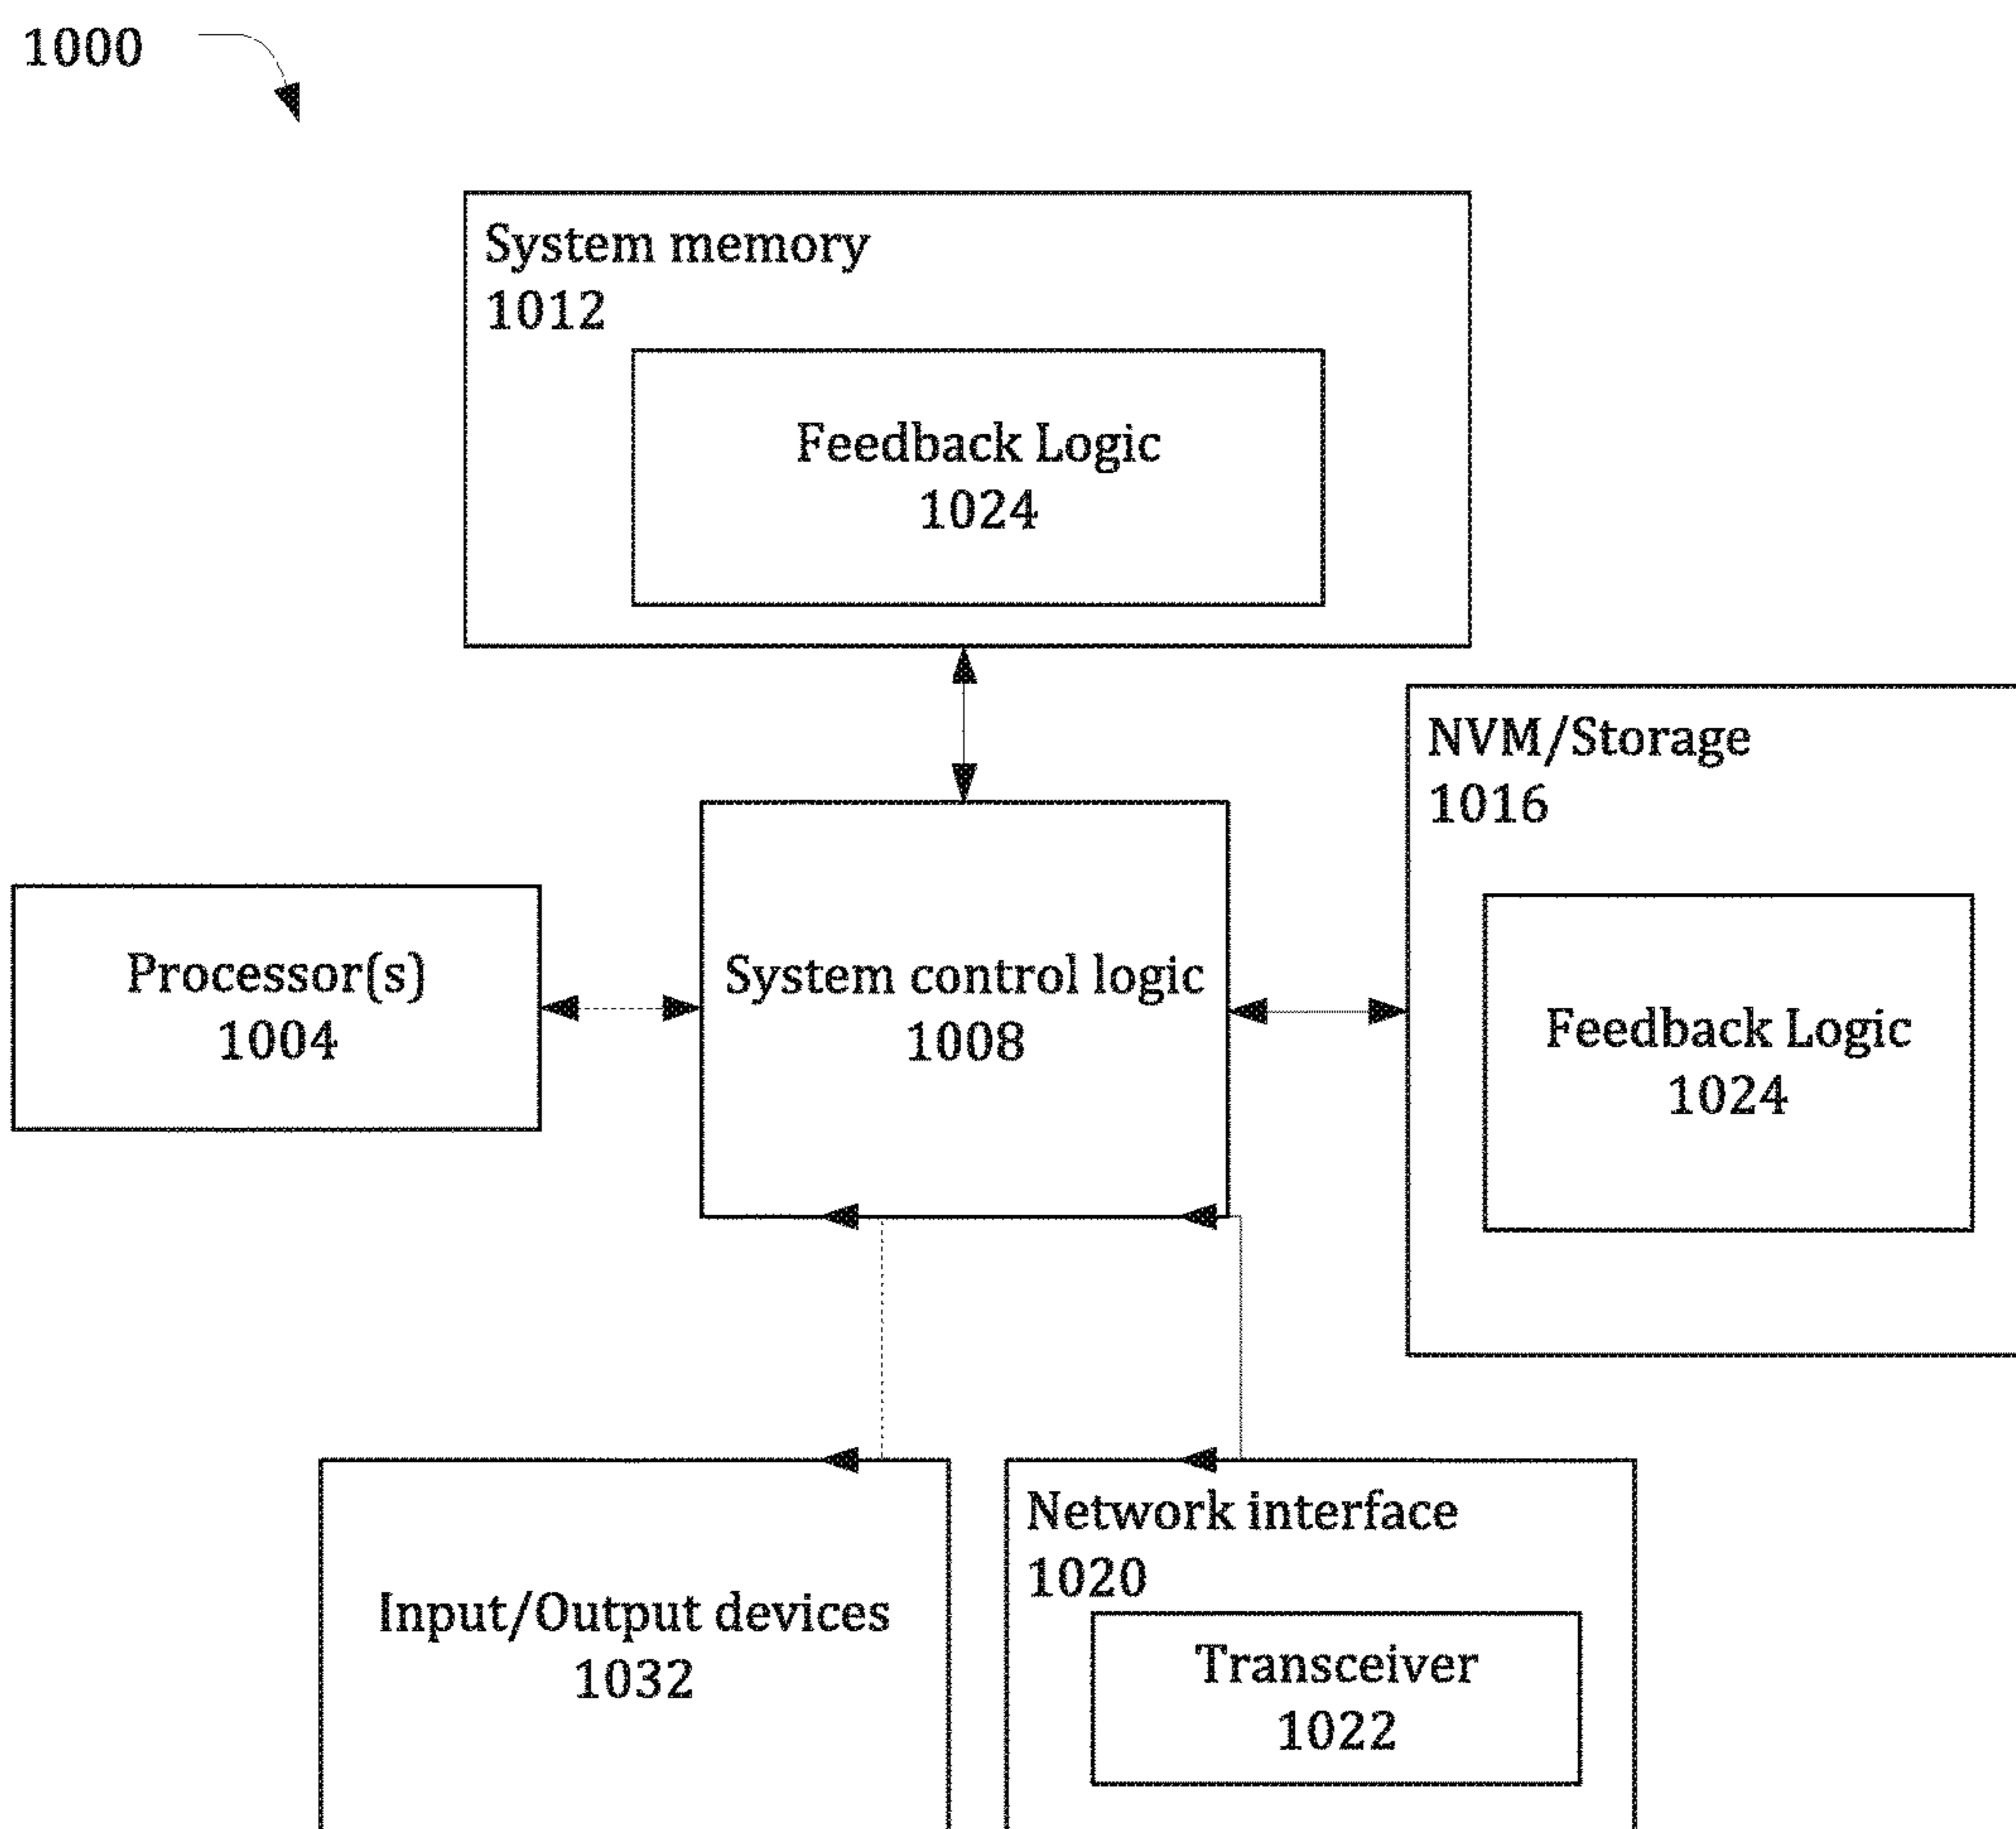 1000
System memory
1012
Feedback Logic
1024
NVM/Storage
1016
Feedback Logic
1024
Processor(s)
1004
System control logic
1008
Input/Output devices
1032
Network interface
1020
Transceiver
1022